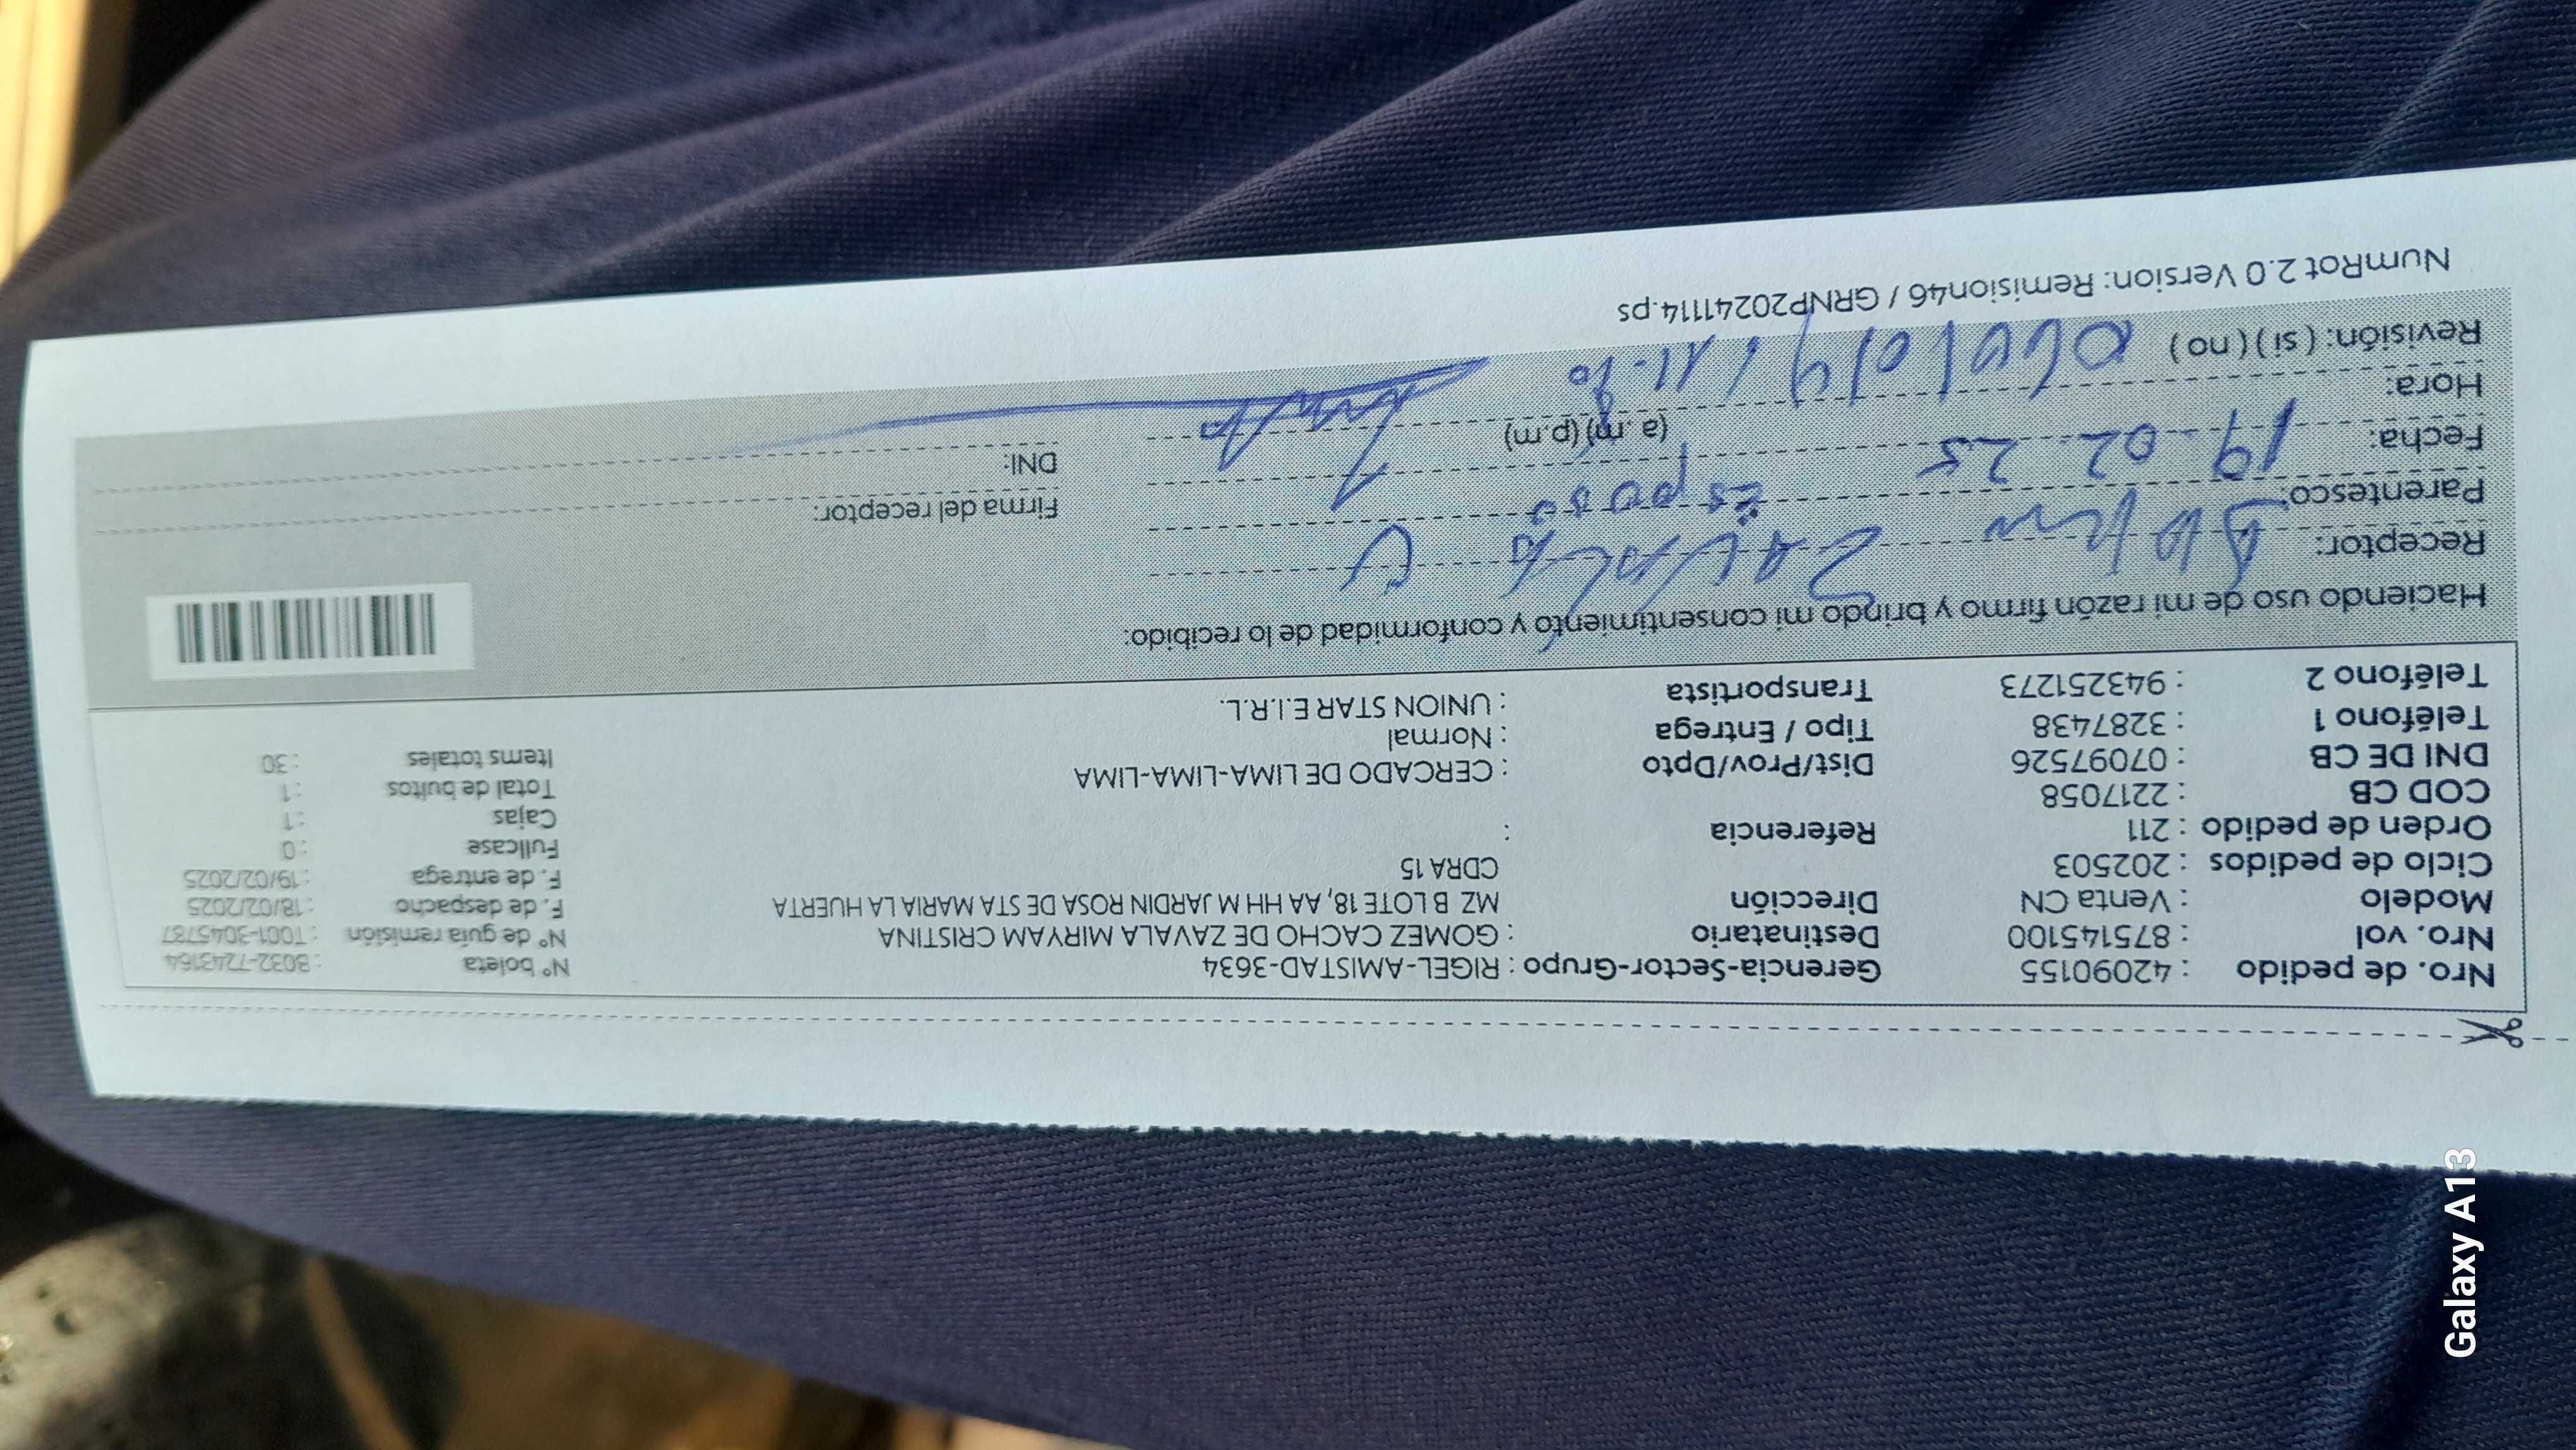 Nro. de pedido : 42090155 Gerencia-Sector-Grupo : RIGEL-AMISTAD-3634 N° boleta : B032-7243164
Nro. vol : 875145100 Destinatario : GOMEZ CACHO DE ZAVALA MIRYAM CRISTINA N° de guía remisión : T001-3045787
Modelo : Venta CN Dirección MZ B LOTE 18, AA HH M JARDIN ROSA DE STA MARIA LA HUERTA F. de despacho : 18/02/2025
Ciclo de pedidos : 202503 CDRA 15 F. de entrega : 19/02/2025
Orden de pedido : 211 Referencia : Fullcase : 0
COD CB : 2217058 Cajas : 1
DNI DE CB : 07097526 Dist/Prov/Dpto : CERCADO DE LIMA-LIMA-LIMA Total de bultos : 1
Teléfono 1 : 3287438 Tipo / Entrega : Normal Items totales : 30
Teléfono 2 : 943251273 Transportista : UNION STAR E.I.R.L.
Haciendo uso de mi razón firmo y brindo mi consentimiento y conformidad de lo recibido:
Receptor: Zavaleta
Parentesco: Esposo Firma del receptor:
Fecha: 19-02-25 DNI:
Hora: (a.m) (p.m)
Revisión: ( si ) ( no )
NumRot 2.0 Version: Remision46 / GRNP20241114.ps
Galaxy A13